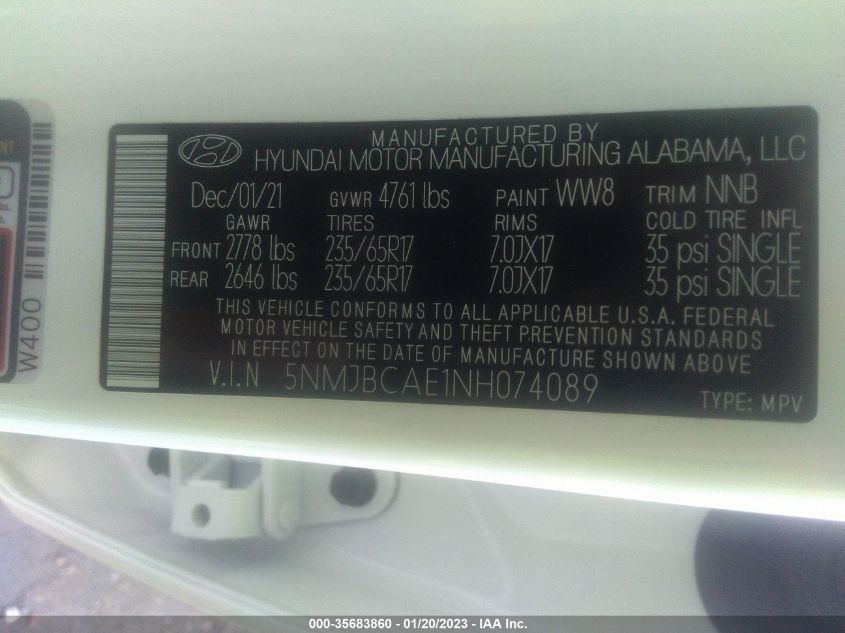 MANUFACTURED BY
HYUNDAI MOTOR MANUFACTURING ALABAMA, LLC
Dec/01/21 GVWR 4761 lbs PAINT WW8 TRIM NNB
GAWR TIRES RIMS COLD TIRE INFL
FRONT 2778 lbs 235/65R17 7.0JX17 35 psi SINGLE
REAR 2646 lbs 235/65R17 7.0JX17 35 psi SINGLE
THIS VEHICLE CONFORMS TO ALL APPLICABLE U.S.A. FEDERAL
MOTOR VEHICLE SAFETY AND THEFT PREVENTION STANDARDS
IN EFFECT ON THE DATE OF MANUFACTURE SHOWN ABOVE
V.I.N 5NMJBCAE1NH074089
TYPE: MPV
W400
000-35683860 - 01/20/2023 - IAA Inc.